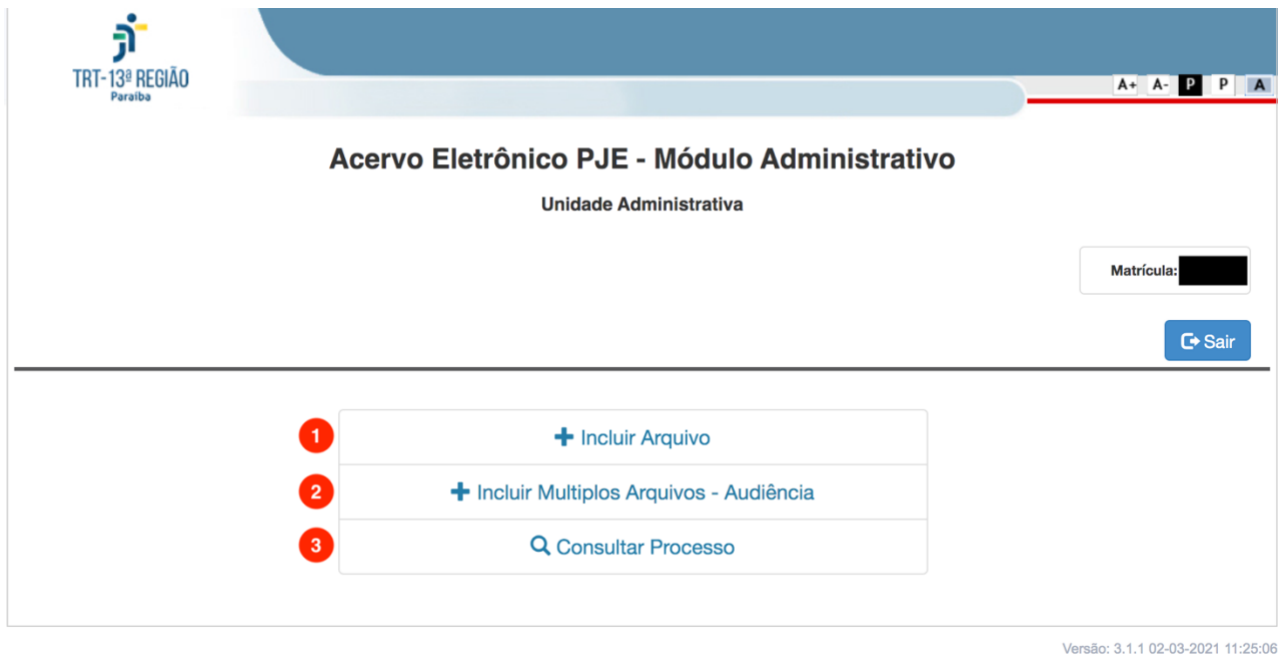 TRT-13ª REGIÃO
Paraíba
A+ A- P P A
Acervo Eletrônico PJE - Módulo Administrativo
Unidade Administrativa
Matrícula:
Sair
1 Incluir Arquivo
2 Incluir Multiplos Arquivos - Audiência
3 Consultar Processo
Versão: 3.1.1 02-03-2021 11:25:06